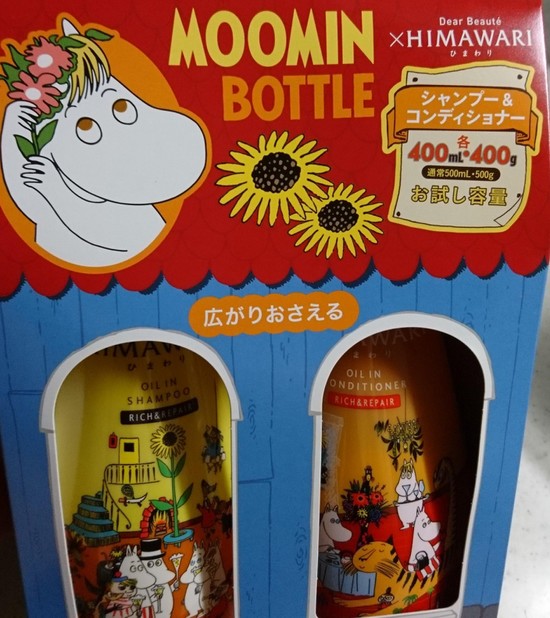 MOOMIN
BOTTLE
Dear Beauté
×HIMAWARI
ひまわり
シャンプー&
コンディショナー
各
400mL・400g
通常500mL・500g
お試し容量
広がりおさえる
HIMAWA
ひまわり
OIL IN
SHAMPOO
RICH&REPAIR
OIL IN
CONDITIONER
RICH&REPAIR